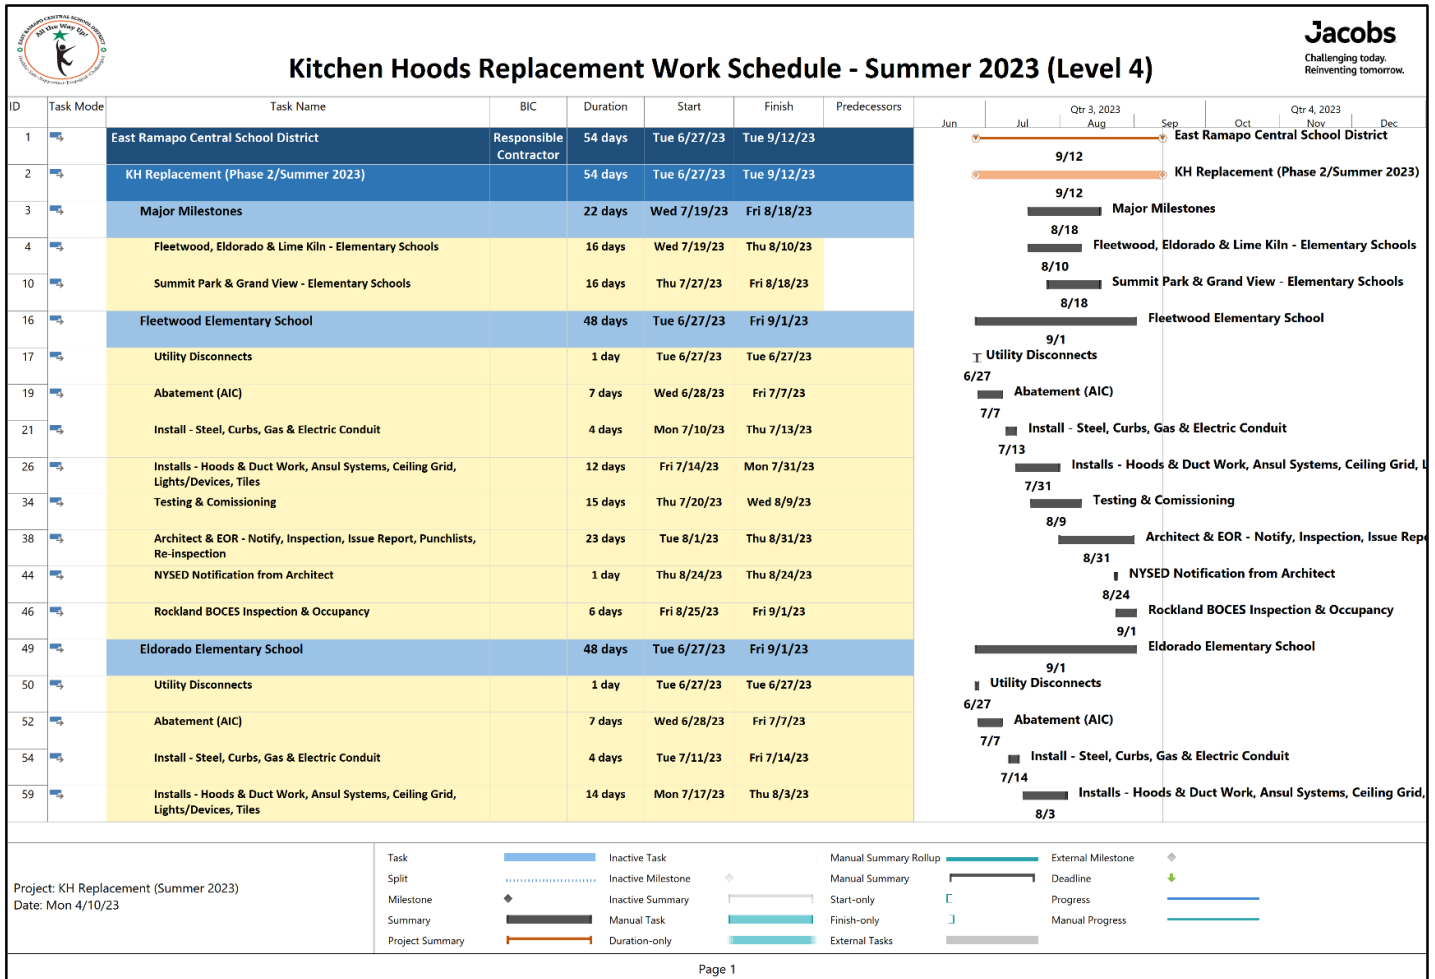 EAST RAMAPO CENTRAL SCHOOL DISTRICT
All the Way Up!
Jacobs
Challenging today.
Reinventing tomorrow.
Kitchen Hoods Replacement Work Schedule - Summer 2023 (Level 4)
ID Task Mode Task Name BIC Duration Start Finish Predecessors
Qtr 3, 2023 Qtr 4, 2023
Jun Jul Aug Sep Oct Nov Dec
1 East Ramapo Central School District Responsible Contractor 54 days Tue 6/27/23 Tue 9/12/23 East Ramapo Central School District
9/12
2 KH Replacement (Phase 2/Summer 2023) 54 days Tue 6/27/23 Tue 9/12/23 KH Replacement (Phase 2/Summer 2023)
9/12
3 Major Milestones 22 days Wed 7/19/23 Fri 8/18/23 Major Milestones
8/18
4 Fleetwood, Eldorado & Lime Kiln - Elementary Schools 16 days Wed 7/19/23 Thu 8/10/23 Fleetwood, Eldorado & Lime Kiln - Elementary Schools
8/10
10 Summit Park & Grand View - Elementary Schools 16 days Thu 7/27/23 Fri 8/18/23 Summit Park & Grand View - Elementary Schools
8/18
16 Fleetwood Elementary School 48 days Tue 6/27/23 Fri 9/1/23 Fleetwood Elementary School
9/1
17 Utility Disconnects 1 day Tue 6/27/23 Tue 6/27/23 Utility Disconnects
6/27
19 Abatement (AIC) 7 days Wed 6/28/23 Fri 7/7/23 Abatement (AIC)
7/7
21 Install - Steel, Curbs, Gas & Electric Conduit 4 days Mon 7/10/23 Thu 7/13/23 Install - Steel, Curbs, Gas & Electric Conduit
7/13
26 Installs - Hoods & Duct Work, Ansul Systems, Ceiling Grid, 12 days Fri 7/14/23 Mon 7/31/23 Installs - Hoods & Duct Work, Ansul Systems, Ceiling Grid, L
Lights/Devices, Tiles 7/31
34 Testing & Comissioning 15 days Thu 7/20/23 Wed 8/9/23 Testing & Comissioning
8/9
38 Architect & EOR - Notify, Inspection, Issue Report, Punchlists, 23 days Tue 8/1/23 Thu 8/31/23 Architect & EOR - Notify, Inspection, Issue Repo
Re-inspection 8/31
44 NYSED Notification from Architect 1 day Thu 8/24/23 Thu 8/24/23 NYSED Notification from Architect
8/24
46 Rockland BOCES Inspection & Occupancy 6 days Fri 8/25/23 Fri 9/1/23 Rockland BOCES Inspection & Occupancy
9/1
49 Eldorado Elementary School 48 days Tue 6/27/23 Fri 9/1/23 Eldorado Elementary School
9/1
50 Utility Disconnects 1 day Tue 6/27/23 Tue 6/27/23 Utility Disconnects
6/27
52 Abatement (AIC) 7 days Wed 6/28/23 Fri 7/7/23 Abatement (AIC)
7/7
54 Install - Steel, Curbs, Gas & Electric Conduit 4 days Tue 7/11/23 Fri 7/14/23 Install - Steel, Curbs, Gas & Electric Conduit
7/14
59 Installs - Hoods & Duct Work, Ansul Systems, Ceiling Grid, 14 days Mon 7/17/23 Thu 8/3/23 Installs - Hoods & Duct Work, Ansul Systems, Ceiling Grid,
Lights/Devices, Tiles 8/3
Project: KH Replacement (Summer 2023)
Date: Mon 4/10/23
Task Inactive Task Manual Summary Rollup External Milestone
Split Inactive Milestone Manual Summary Deadline
Milestone Inactive Summary Start-only Progress
Summary Manual Task Finish-only Manual Progress
Project Summary Duration-only External Tasks
Page 1